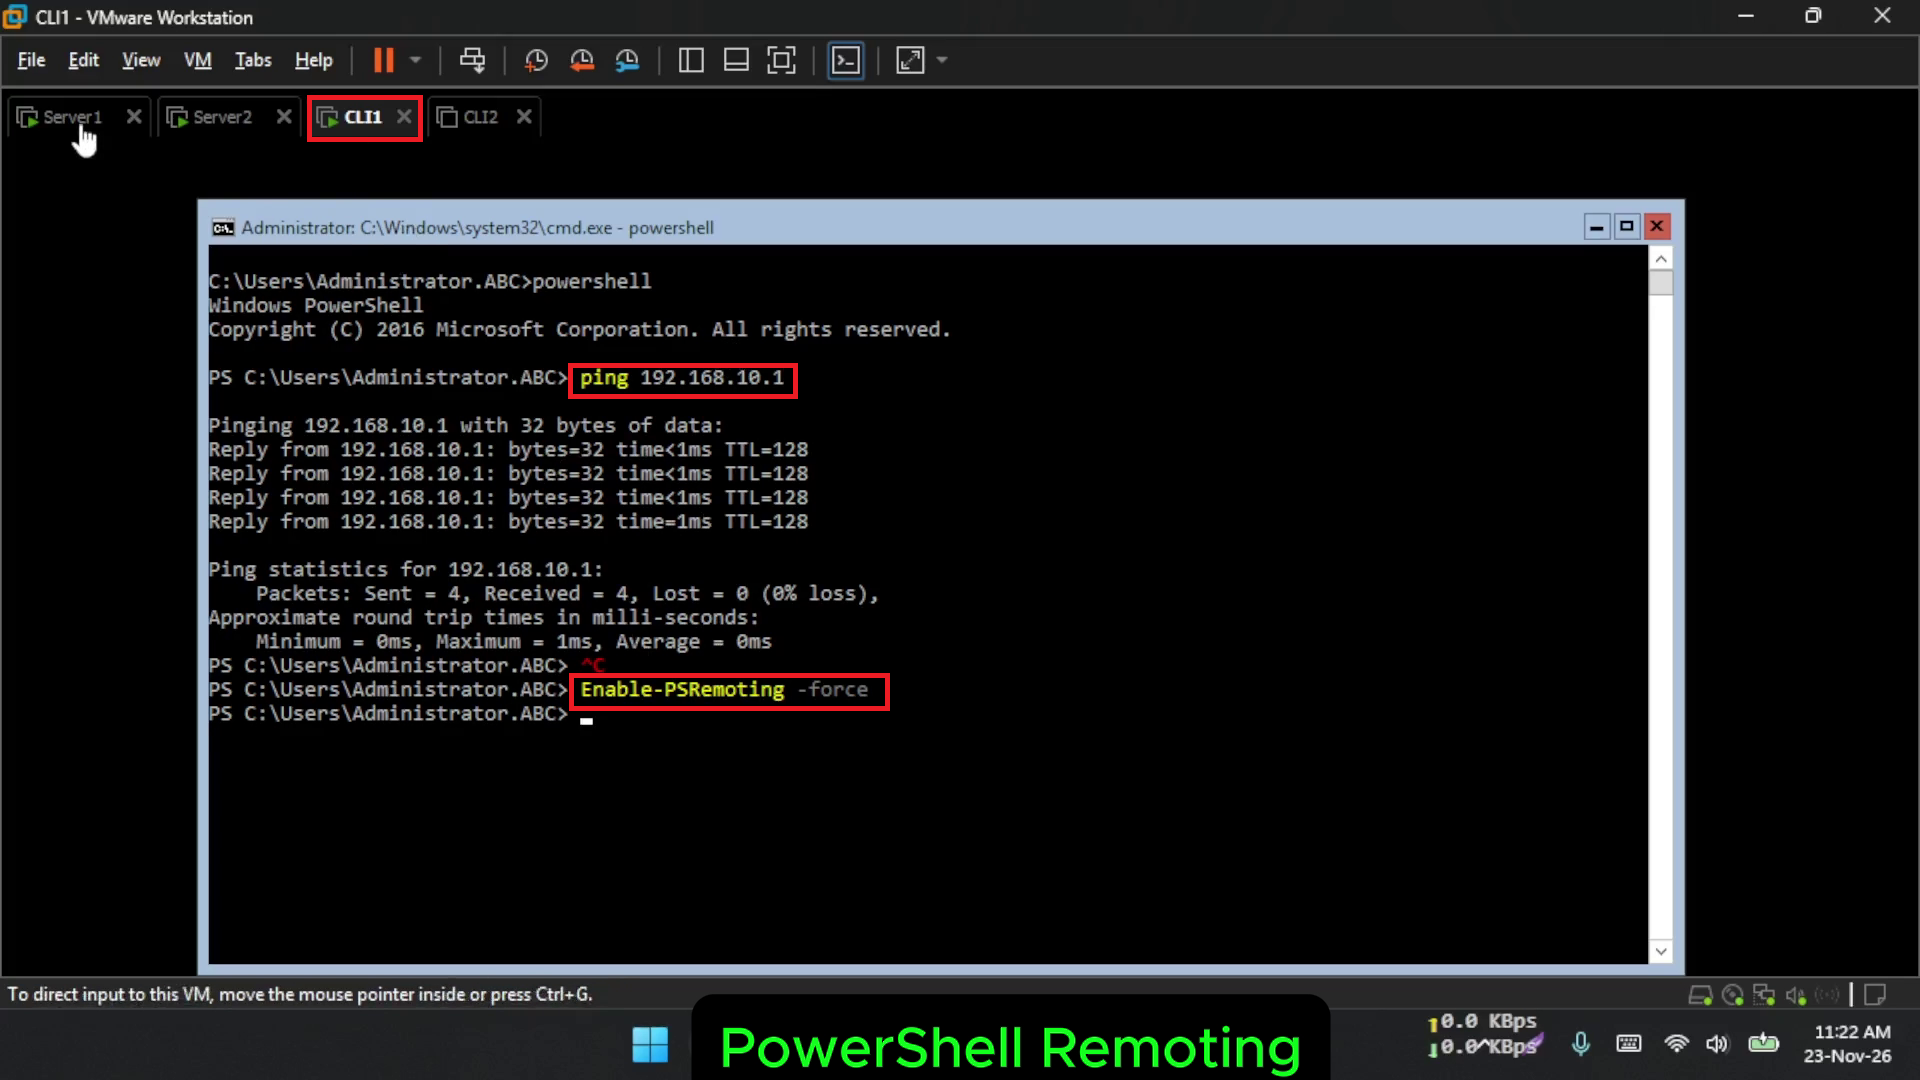 CLI1 - VMware Workstation
File Edit View VM Tabs Help
Server1 Server2 CLI1 CLI2
Administrator: C:\Windows\system32\cmd.exe - powershell
C:\Users\Administrator.ABC>powershell
Windows PowerShell
Copyright (C) 2016 Microsoft Corporation. All rights reserved.
PS C:\Users\Administrator.ABC> ping 192.168.10.1
Pinging 192.168.10.1 with 32 bytes of data:
Reply from 192.168.10.1: bytes=32 time<1ms TTL=128
Reply from 192.168.10.1: bytes=32 time<1ms TTL=128
Reply from 192.168.10.1: bytes=32 time<1ms TTL=128
Reply from 192.168.10.1: bytes=32 time=1ms TTL=128
Ping statistics for 192.168.10.1:
Packets: Sent = 4, Received = 4, Lost = 0 (0% loss),
Approximate round trip times in milli-seconds:
Minimum = 0ms, Maximum = 1ms, Average = 0ms
PS C:\Users\Administrator.ABC> ^C
PS C:\Users\Administrator.ABC> Enable-PSRemoting -force
PS C:\Users\Administrator.ABC>
To direct input to this VM, move the mouse pointer inside or press Ctrl+G.
PowerShell Remoting
0.0 KBps
0.0 KBps
11:22 AM
23-Nov-26